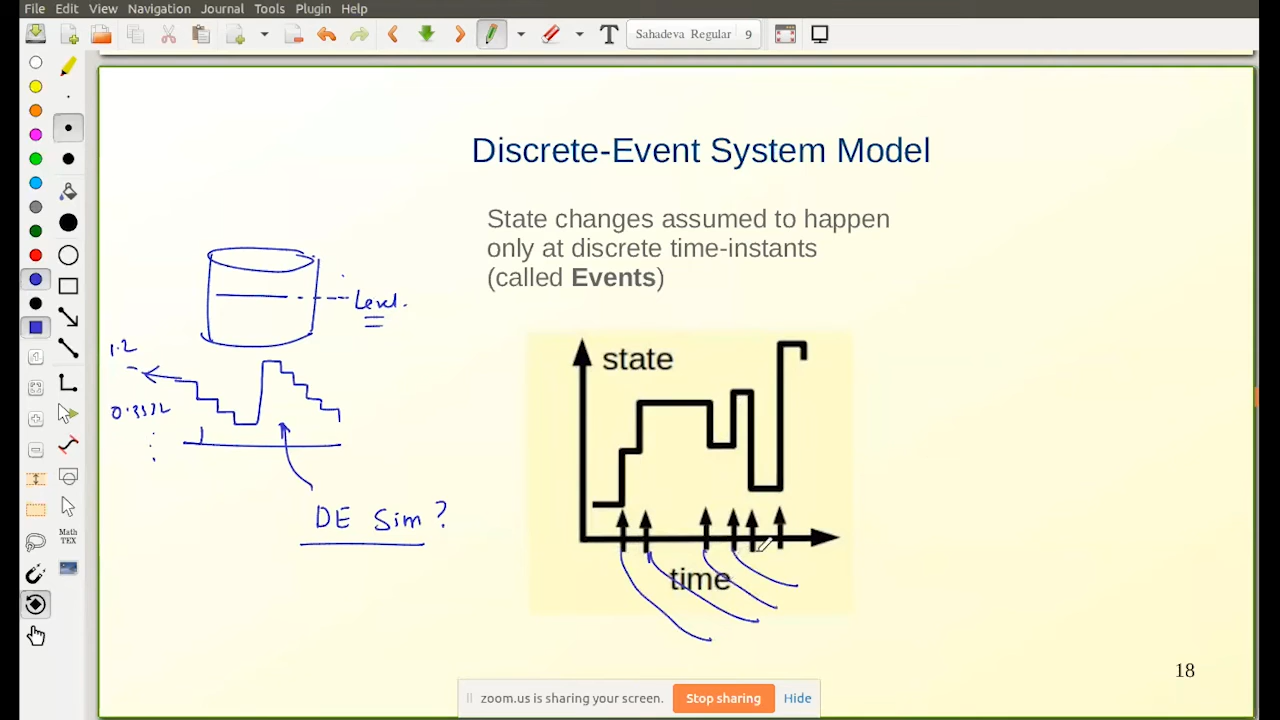 File Edit View Navigation Journal Tools Plugin Help
Sahadeva Regular 9
Discrete-Event System Model
State changes assumed to happen
only at discrete time-instants
(called Events)
Level.
1.2
state
DE Sim ?
time
Math
TEX
18
zoom.us is sharing your screen. Stop sharing Hide